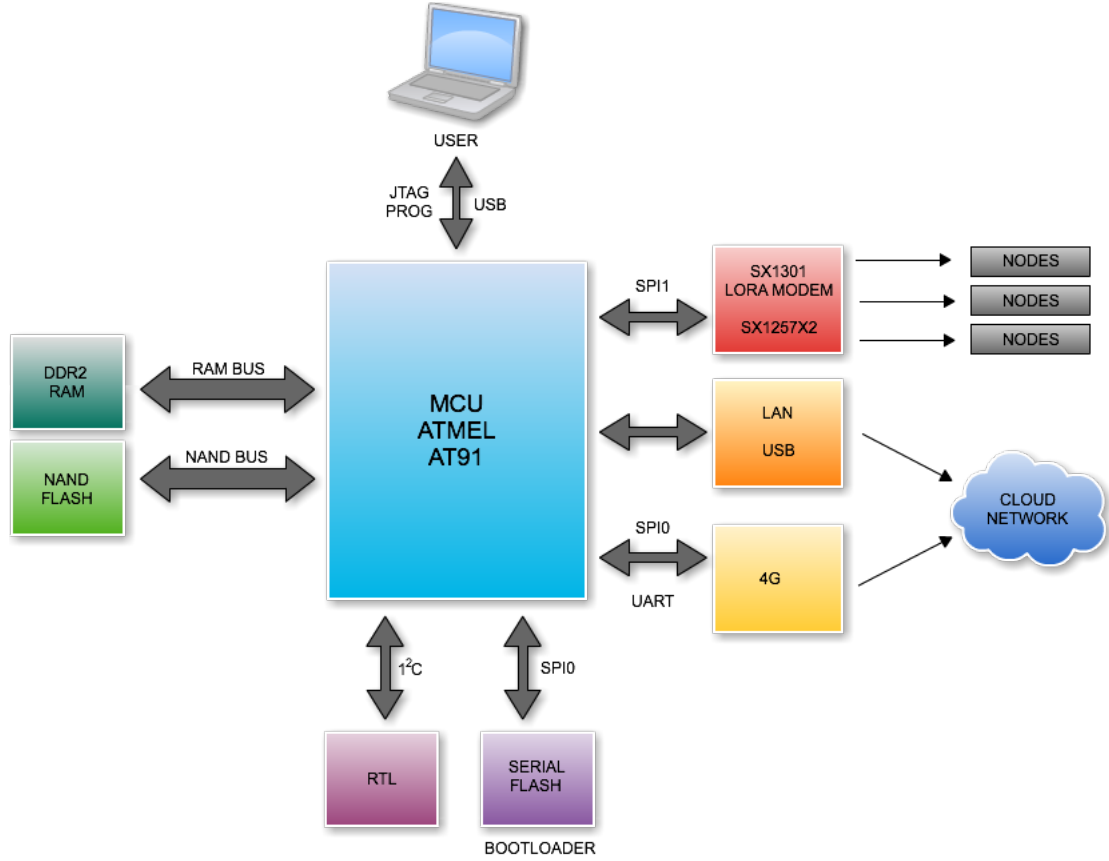 USER
JTAG
PROG
USB
SX1301
LORA MODEM
SX1257X2
SPI1
NODES
NODES
NODES
DDR2
RAM
RAM BUS
NAND
FLASH
NAND BUS
MCU
ATMEL
AT91
LAN
USB
CLOUD
NETWORK
SPI0
UART
4G
1²C
SPI0
RTL
SERIAL
FLASH
BOOTLOADER